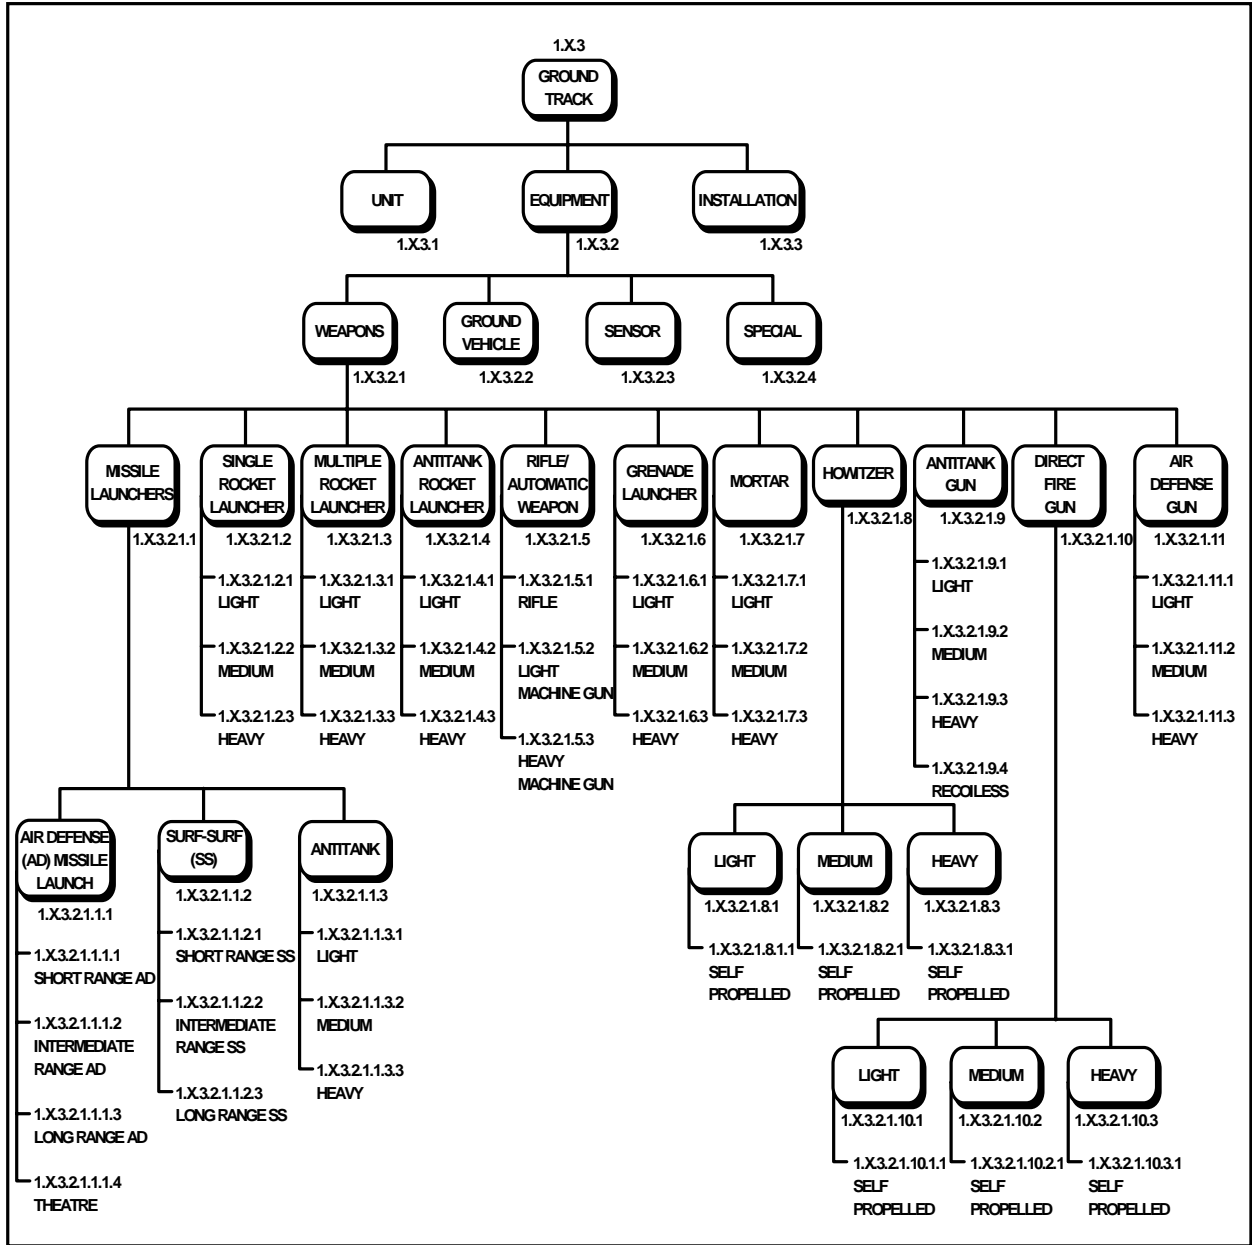 1.X.3
GROUND
TRACK
UNIT
1.X.3.1
EQUIPMENT
1.X.3.2
INSTALLATION
1.X.3.3
WEAPONS
1.X.3.2.1
GROUND
VEHICLE
1.X.3.2.2
SENSOR
1.X.3.2.3
SPECIAL
1.X.3.2.4
MISSILE
LAUNCHERS
1.X.3.2.1.1
SINGLE
ROCKET
LAUNCHER
1.X.3.2.1.2
1.X.3.2.1.2.1
LIGHT
1.X.3.2.1.2.2
MEDIUM
1.X.3.2.1.2.3
HEAVY
MULTIPLE
ROCKET
LAUNCHER
1.X.3.2.1.3
1.X.3.2.1.3.1
LIGHT
1.X.3.2.1.3.2
MEDIUM
1.X.3.2.1.3.3
HEAVY
ANTITANK
ROCKET
LAUNCHER
1.X.3.2.1.4
1.X.3.2.1.4.1
LIGHT
1.X.3.2.1.4.2
MEDIUM
1.X.3.2.1.4.3
HEAVY
RIFLE/
AUTOMATIC
WEAPON
1.X.3.2.1.5
1.X.3.2.1.5.1
RIFLE
1.X.3.2.1.5.2
LIGHT
MACHINE GUN
1.X.3.2.1.5.3
HEAVY
MACHINE GUN
GRENADE
LAUNCHER
1.X.3.2.1.6
1.X.3.2.1.6.1
LIGHT
1.X.3.2.1.6.2
MEDIUM
1.X.3.2.1.6.3
HEAVY
MORTAR
1.X.3.2.1.7
1.X.3.2.1.7.1
LIGHT
1.X.3.2.1.7.2
MEDIUM
1.X.3.2.1.7.3
HEAVY
HOWITZER
1.X.3.2.1.8
ANTITANK
GUN
1.X.3.2.1.9
1.X.3.2.1.9.1
LIGHT
1.X.3.2.1.9.2
MEDIUM
1.X.3.2.1.9.3
HEAVY
1.X.3.2.1.9.4
RECOILESS
DIRECT
FIRE
GUN
1.X.3.2.1.10
AIR
DEFENSE
GUN
1.X.3.2.1.11
1.X.3.2.1.11.1
LIGHT
1.X.3.2.1.11.2
MEDIUM
1.X.3.2.1.11.3
HEAVY
AIR DEFENSE
(AD) MISSILE
LAUNCH
1.X.3.2.1.1.1
1.X.3.2.1.1.1.1
SHORT RANGE AD
1.X.3.2.1.1.1.2
INTERMEDIATE
RANGE AD
1.X.3.2.1.1.1.3
LONG RANGE AD
1.X.3.2.1.1.1.4
THEATRE
SURF-SURF
(SS)
1.X.3.2.1.1.2
1.X.3.2.1.1.2.1
SHORT RANGE SS
1.X.3.2.1.1.2.2
INTERMEDIATE
RANGE SS
1.X.3.2.1.1.2.3
LONG RANGE SS
ANTITANK
1.X.3.2.1.1.3
1.X.3.2.1.1.3.1
LIGHT
1.X.3.2.1.1.3.2
MEDIUM
1.X.3.2.1.1.3.3
HEAVY
LIGHT
1.X.3.2.1.8.1
1.X.3.2.1.8.1.1
SELF
PROPELLED
MEDIUM
1.X.3.2.1.8.2
1.X.3.2.1.8.2.1
SELF
PROPELLED
HEAVY
1.X.3.2.1.8.3
1.X.3.2.1.8.3.1
SELF
PROPELLED
LIGHT
1.X.3.2.1.10.1
1.X.3.2.1.10.1.1
SELF
PROPELLED
MEDIUM
1.X.3.2.1.10.2
1.X.3.2.1.10.2.1
SELF
PROPELLED
HEAVY
1.X.3.2.1.10.3
1.X.3.2.1.10.3.1
SELF
PROPELLED